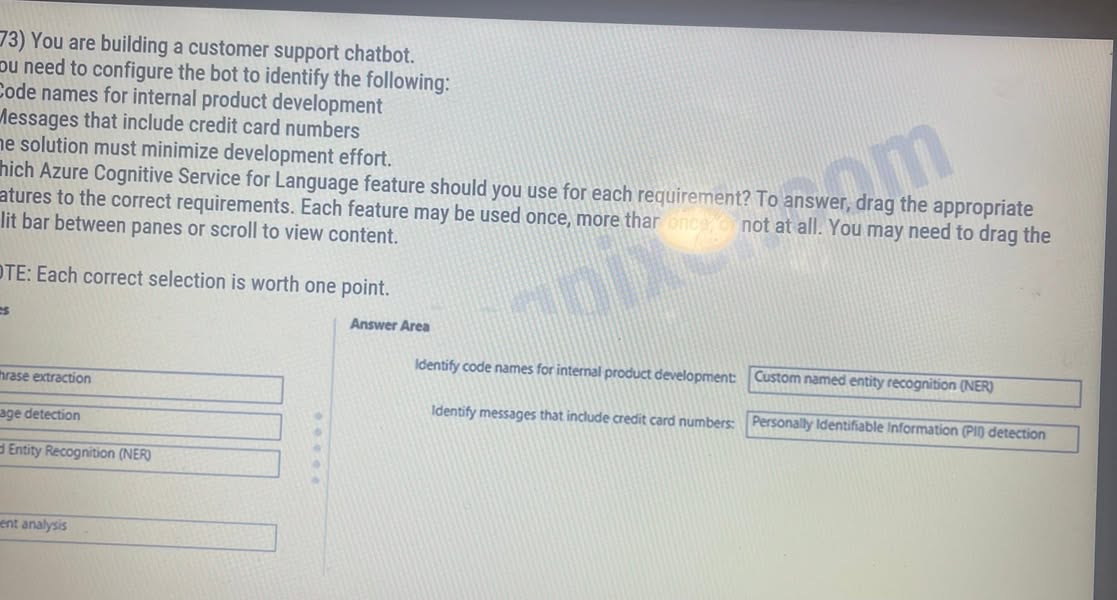 73) You are building a customer support chatbot.
ou need to configure the bot to identify the following:
Code names for internal product development
Messages that include credit card numbers
he solution must minimize development effort.
hich Azure Cognitive Service for Language feature should you use for each requirement? To answer, drag the appropriate
atures to the correct requirements. Each feature may be used once, more than once, or not at all. You may need to drag the
lit bar between panes or scroll to view content.
OTE: Each correct selection is worth one point.
es
Answer Area
hrase extraction
age detection
d Entity Recognition (NER)
ent analysis
Identify code names for internal product development:
Custom named entity recognition (NER)
Identify messages that include credit card numbers:
Personally Identifiable Information (PII) detection